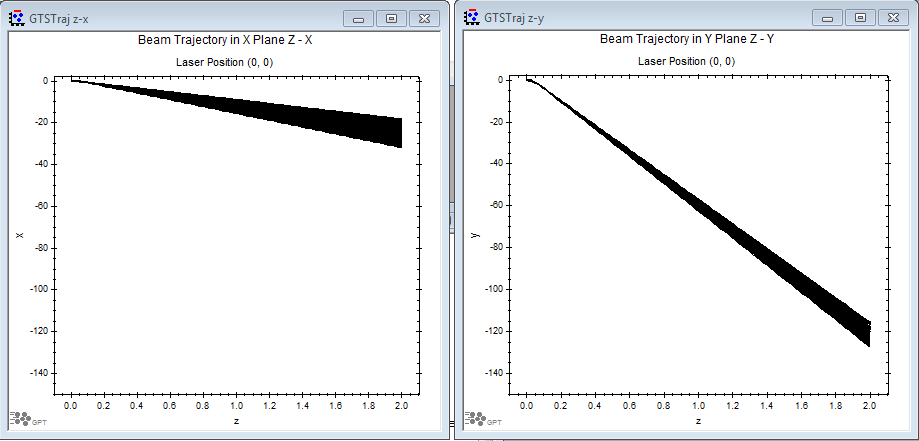 GTSTraj z-x
Beam Trajectory in X Plane Z - X
Laser Position (0, 0)
0
-20
-40
-60
-80
-100
-120
-140
x
0.0 0.2 0.4 0.6 0.8 1.0 1.2 1.4 1.6 1.8 2.0
z
GPT
GTSTraj z-y
Beam Trajectory in Y Plane Z - Y
Laser Position (0, 0)
0
-20
-40
-60
-80
-100
-120
-140
y
0.0 0.2 0.4 0.6 0.8 1.0 1.2 1.4 1.6 1.8 2.0
z
GPT